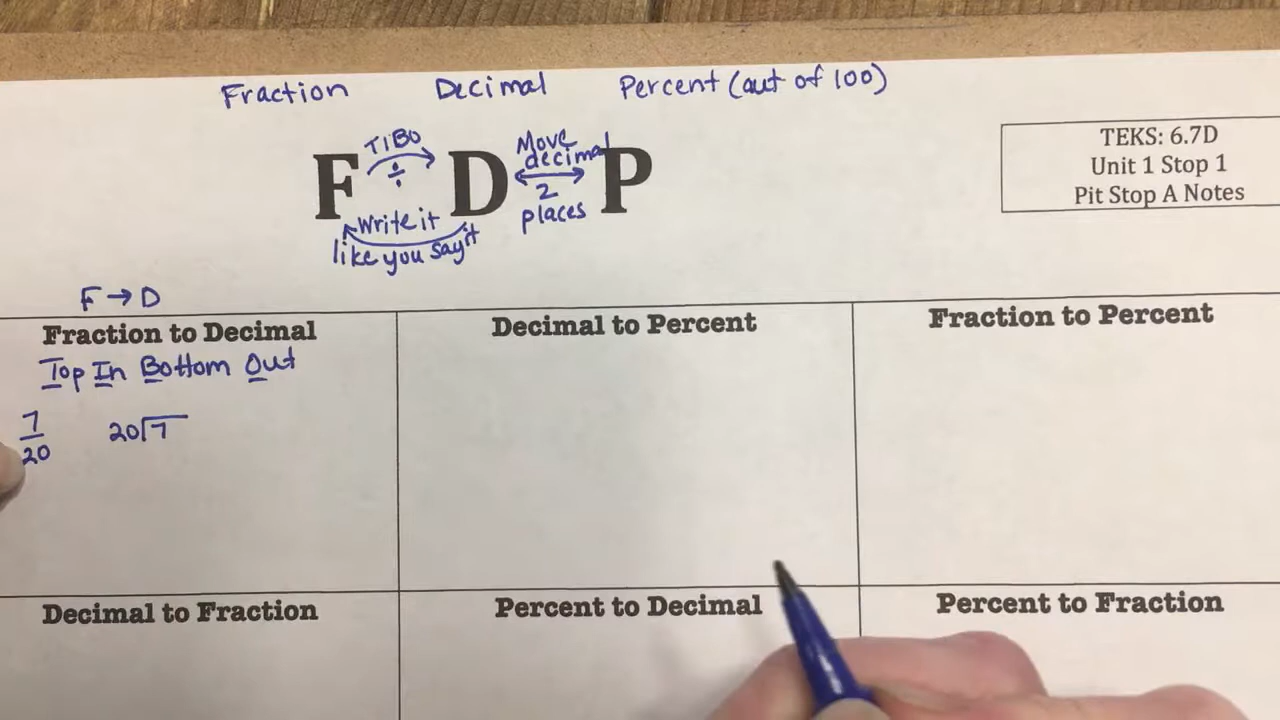 Fraction Decimal Percent (out of 100)
TIBO
÷
Move decimal
2
places
F D P
Write it
like you say it
TEKS: 6.7D
Unit 1 Stop 1
Pit Stop A Notes
F → D
Fraction to Decimal
Top In Bottom Out
7/20 20⟌7
Decimal to Percent
Fraction to Percent
Decimal to Fraction
Percent to Decimal
Percent to Fraction